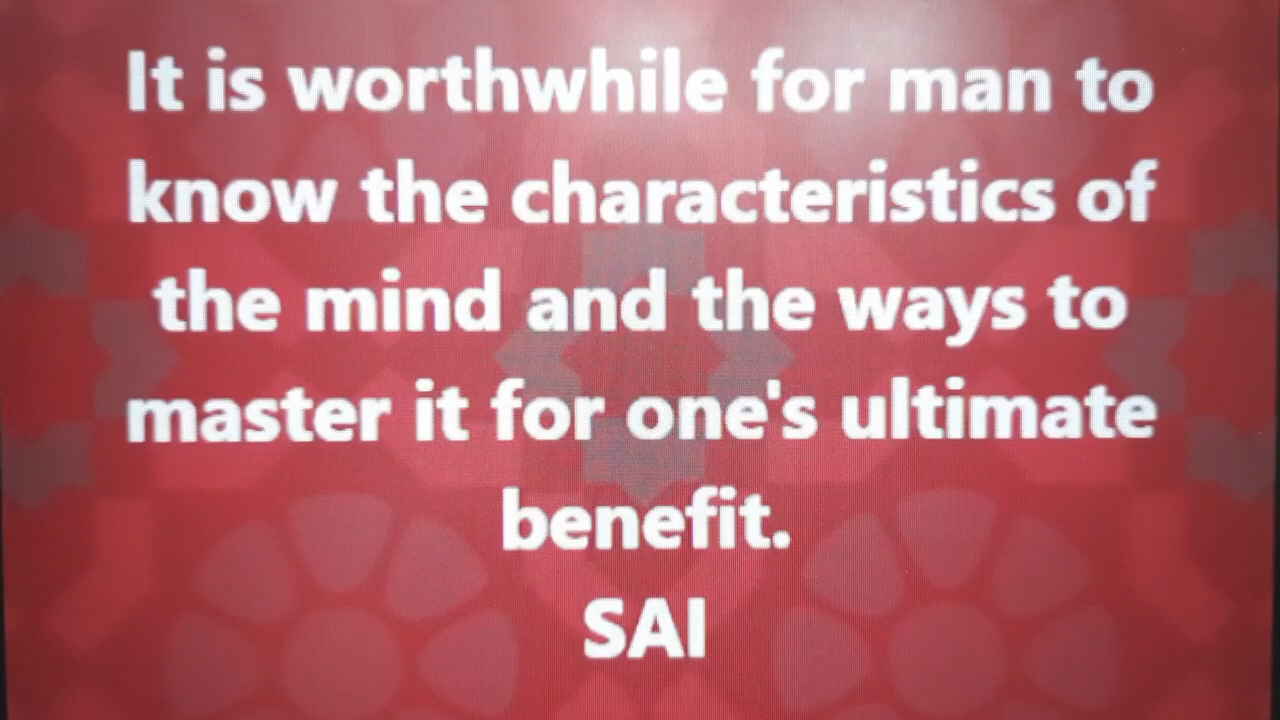 It is worthwhile for man to
know the characteristics of
the mind and the ways to
master it for one's ultimate
benefit.
SAI